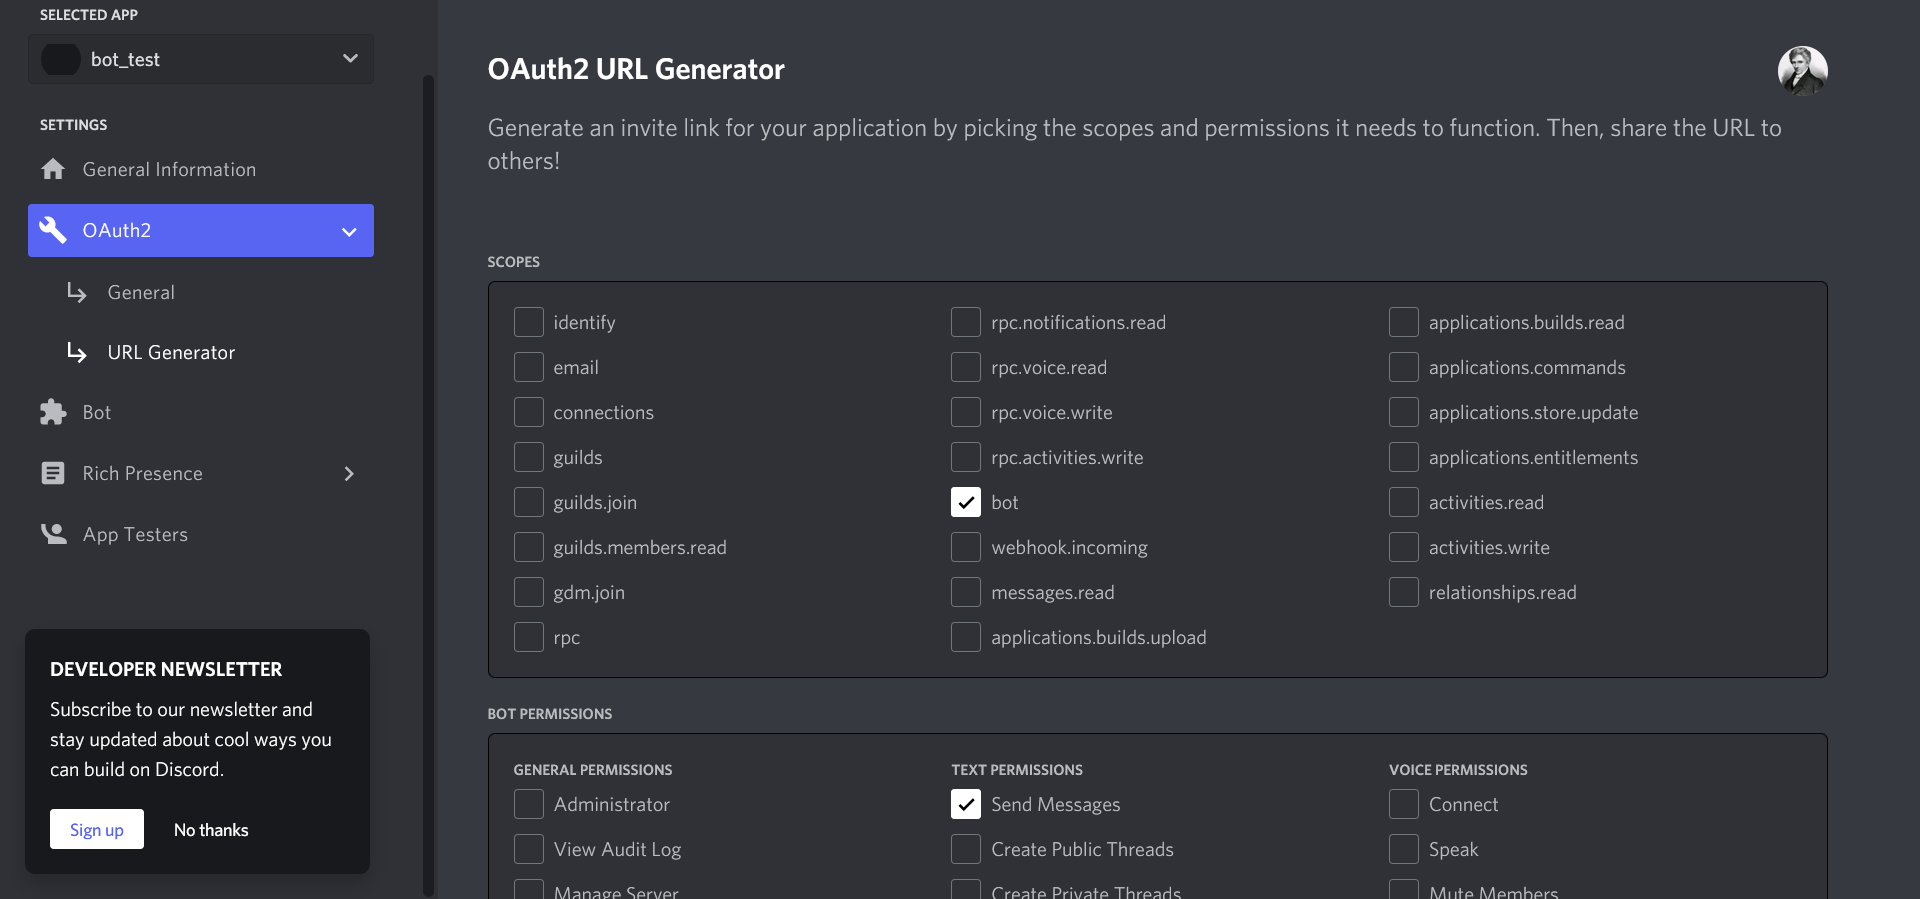 SELECTED APP
bot_test
SETTINGS
General Information
OAuth2
General
URL Generator
Bot
Rich Presence
App Testers
DEVELOPER NEWSLETTER
Subscribe to our newsletter and
stay updated about cool ways you
can build on Discord.
Sign up No thanks
OAuth2 URL Generator
Generate an invite link for your application by picking the scopes and permissions it needs to function. Then, share the URL to
others!
SCOPES
identify
email
connections
guilds
guilds.join
guilds.members.read
gdm.join
rpc
rpc.notifications.read
rpc.voice.read
rpc.voice.write
rpc.activities.write
bot
webhook.incoming
messages.read
applications.builds.upload
applications.builds.read
applications.commands
applications.store.update
applications.entitlements
activities.read
activities.write
relationships.read
BOT PERMISSIONS
GENERAL PERMISSIONS
Administrator
View Audit Log
Manage Server
TEXT PERMISSIONS
Send Messages
Create Public Threads
Create Private Threads
VOICE PERMISSIONS
Connect
Speak
Mute Members